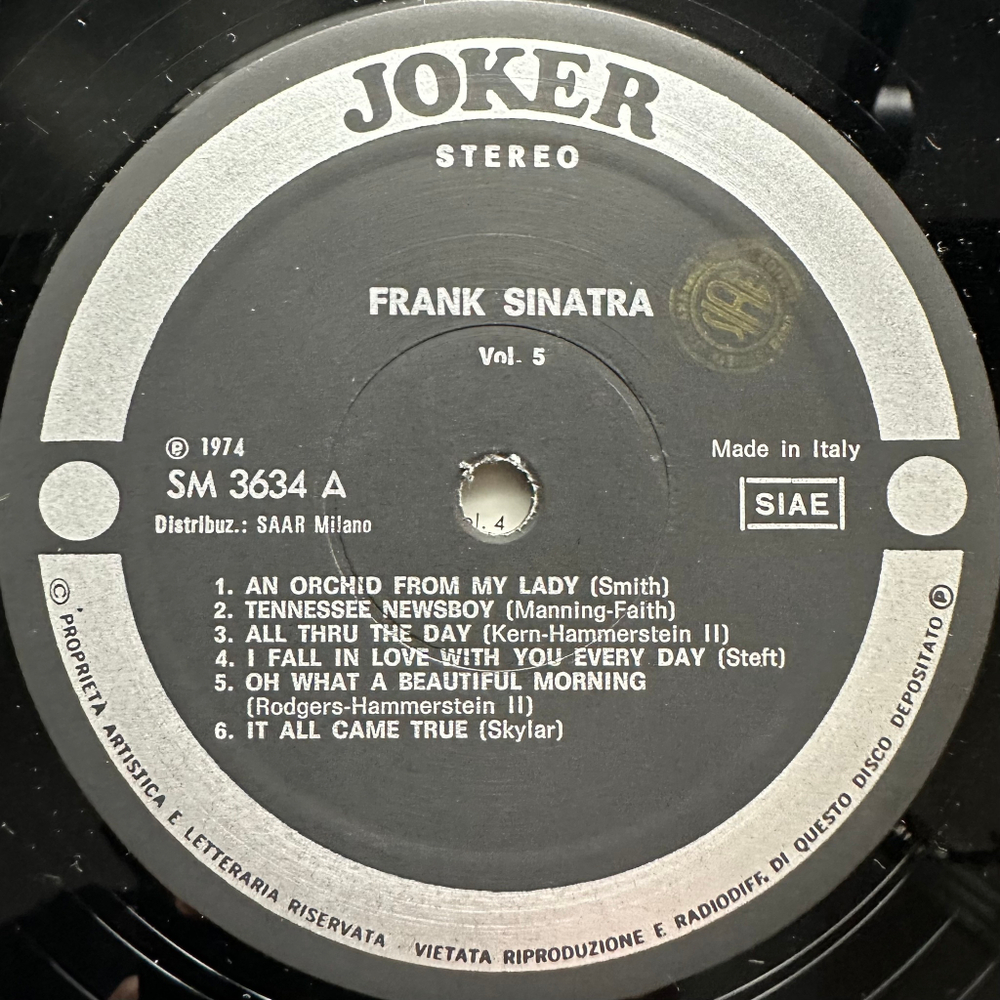 JOKER
STEREO
FRANK SINATRA
Vol. 5
℗ 1974
SM 3634 A
Distribuz.: SAAR Milano
Made in Italy
SIAE
SIAE
l. 4
1. AN ORCHID FROM MY LADY (Smith)
2. TENNESSEE NEWSBOY (Manning-Faith)
3. ALL THRU THE DAY (Kern-Hammerstein II)
4. I FALL IN LOVE WITH YOU EVERY DAY (Steft)
5. OH WHAT A BEAUTIFUL MORNING
(Rodgers-Hammerstein II)
6. IT ALL CAME TRUE (Skylar)
© PROPRIETÀ ARTISTICA E LETTERARIA RISERVATA VIETATA RIPRODUZIONE E RADIODIFF. DI QUESTO DISCO DEPOSITATO ℗